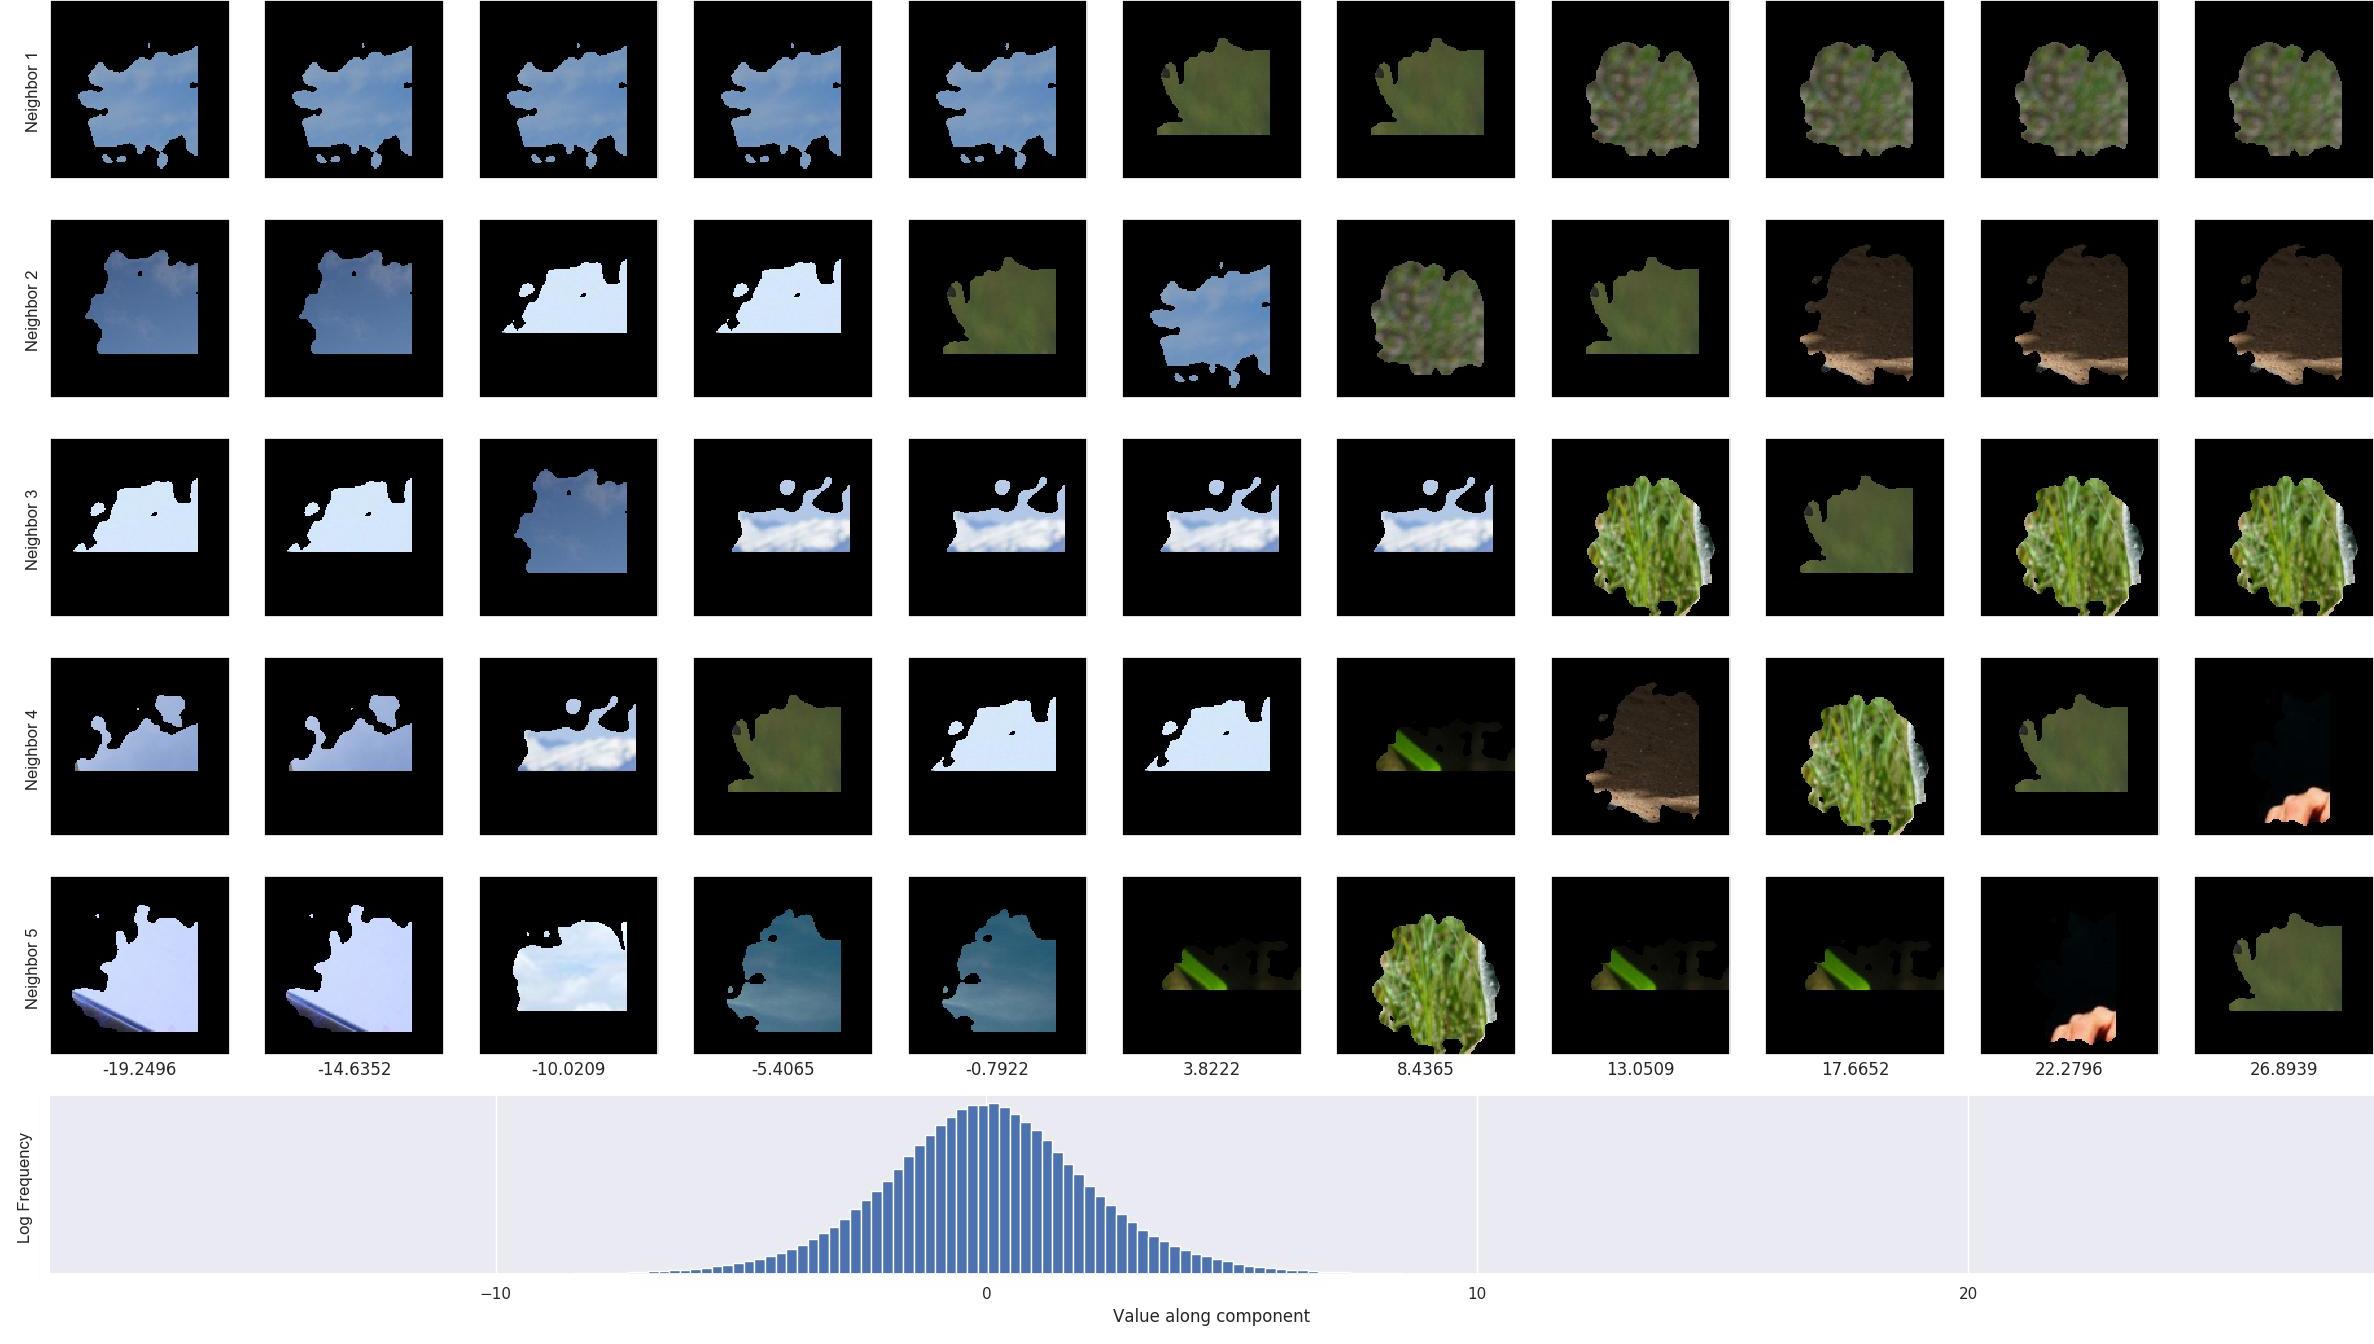 Neighbor 1
Neighbor 2
Neighbor 3
Neighbor 4
Neighbor 5
-19.2496 -14.6352 -10.0209 -5.4065 -0.7922 3.8222 8.4365 13.0509 17.6652 22.2796 26.8939
Log Frequency
−10 0 10 20
Value along component